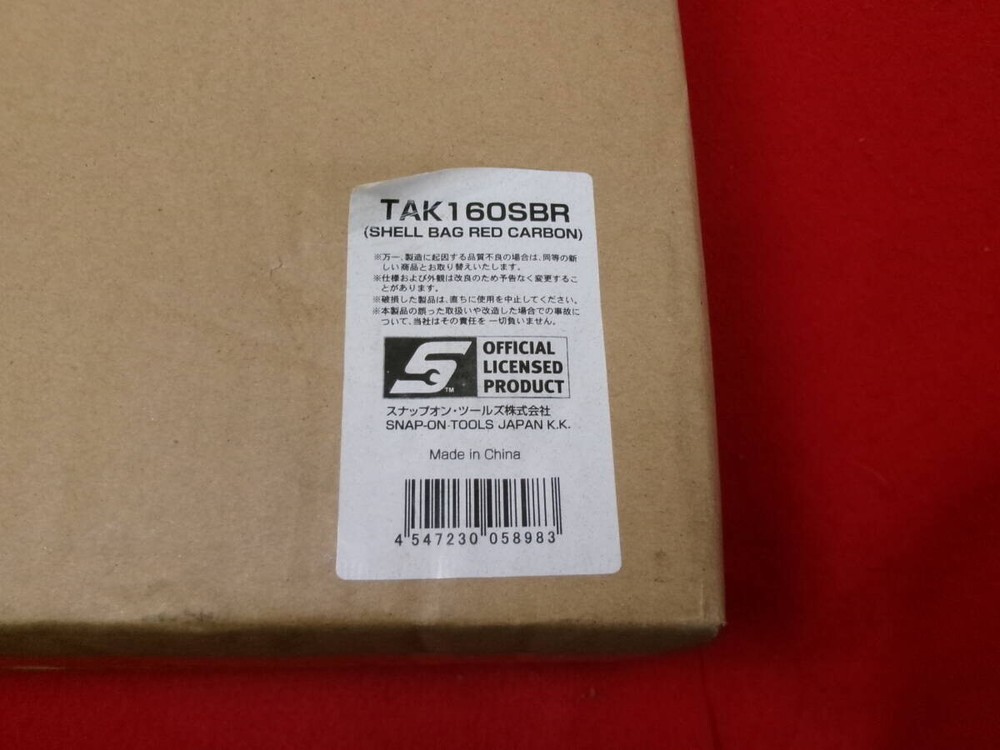 TAK160SBR
(SHELL BAG RED CARBON)
※万一、製造に起因する品質不良の場合は、同等の新
しい商品とお取り替えいたします。
※仕様および外観は改良のため予告なく変更するこ
とがあります。
※破損した製品は、直ちに使用を中止してください。
※本製品の誤った取扱いや改造した場合での事故に
ついて、当社はその責任を一切負いません。
S TM
OFFICIAL
LICENSED
PRODUCT
スナップオン・ツールズ株式会社
SNAP-ON TOOLS JAPAN K.K.
Made in China
4 547230 058983